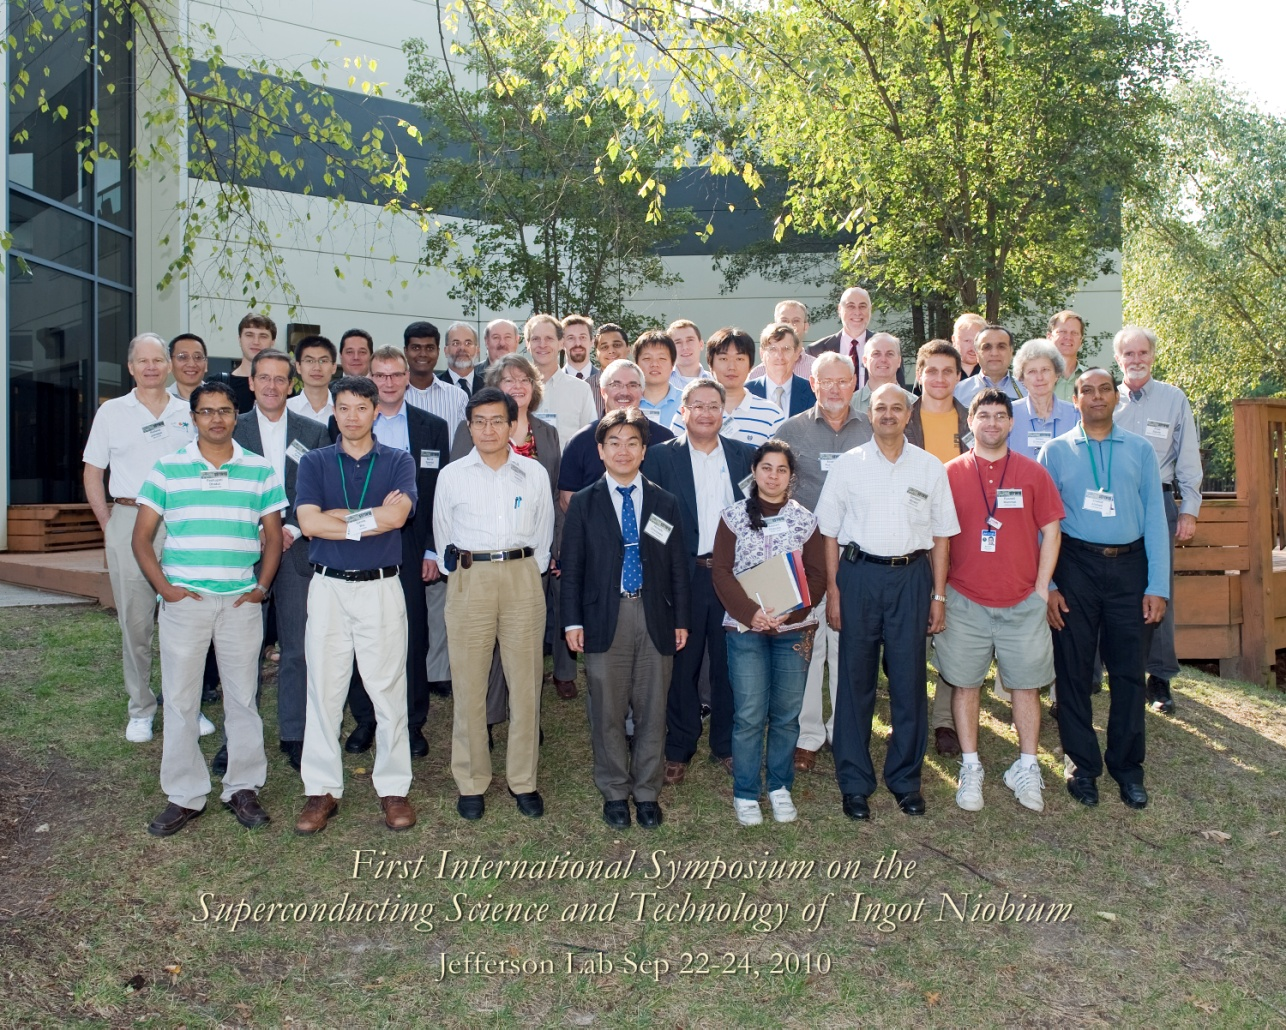 First International Symposium on the
Superconducting Science and Technology of Ingot Niobium
Jefferson Lab Sep 22-24, 2010